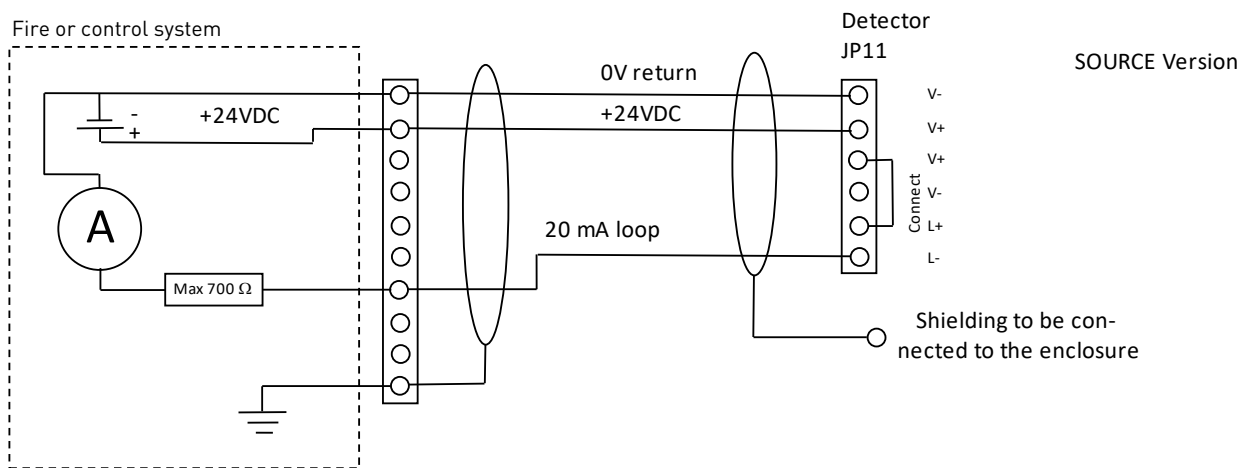 Fire or control system
Detector
JP11
SOURCE Version
0V return
V-
-
+
+24VDC
+24VDC
V+
V+
Connect
V-
A
20 mA loop
L+
L-
Max 700 Ω
Shielding to be con-
nected to the enclosure